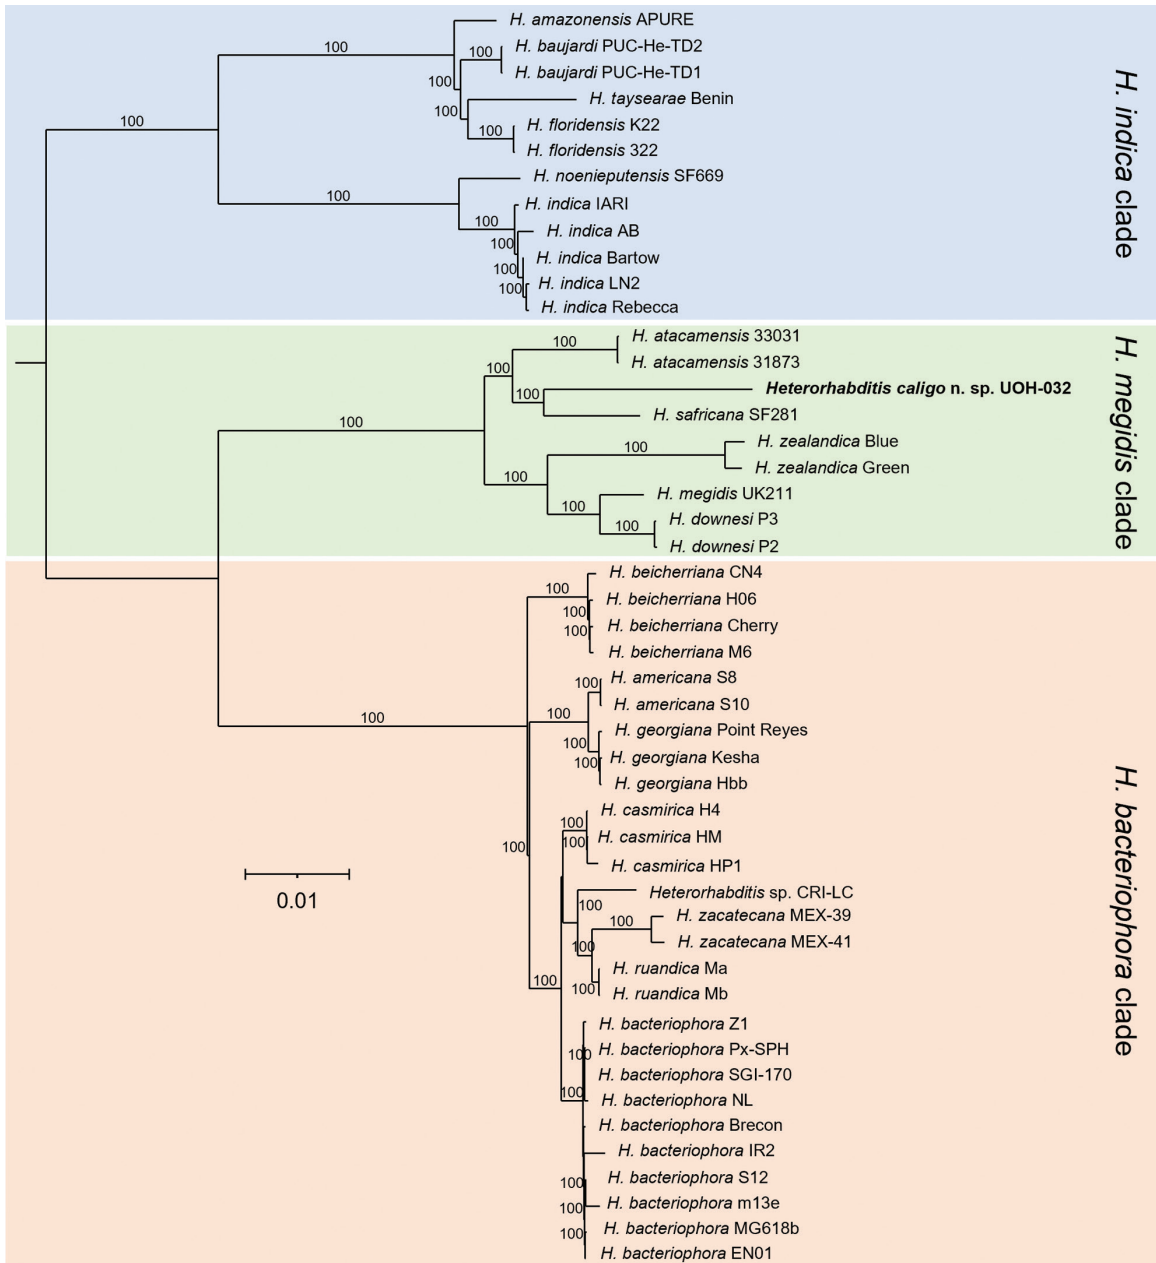 H. amazonensis APURE
100
H. baujardi PUC-He-TD2
100
H. baujardi PUC-He-TD1
100
H. taysearae Benin
100
100
H. floridensis K22
100
H. floridensis 322
H. noenieputensis SF669
100
H. indica IARI
100
H. indica AB
100
H. indica Bartow
100
H. indica LN2
100
H. indica Rebecca
H. indica clade
H. atacamensis 33031
100
H. atacamensis 31873
100
Heterorhabditis caligo n. sp. UOH-032
100
H. safricana SF281
100
H. zealandica Blue
100
H. zealandica Green
100
H. megidis UK211
100
H. downesi P3
100
H. downesi P2
H. megidis clade
H. beicherriana CN4
100
H. beicherriana H06
100
H. beicherriana Cherry
100
H. beicherriana M6
H. americana S8
100
H. americana S10
100
100
H. georgiana Point Reyes
100
H. georgiana Kesha
100
H. georgiana Hbb
H. casmirica H4
100
H. casmirica HM
100
100
H. casmirica HP1
Heterorhabditis sp. CRI-LC
100
H. zacatecana MEX-39
100
H. zacatecana MEX-41
100
H. ruandica Ma
100
100
H. ruandica Mb
H. bacteriophora Z1
H. bacteriophora Px-SPH
100
H. bacteriophora SGI-170
100
H. bacteriophora NL
H. bacteriophora Brecon
H. bacteriophora IR2
H. bacteriophora S12
100
H. bacteriophora m13e
100
H. bacteriophora MG618b
100
H. bacteriophora EN01
H. bacteriophora clade
0.01